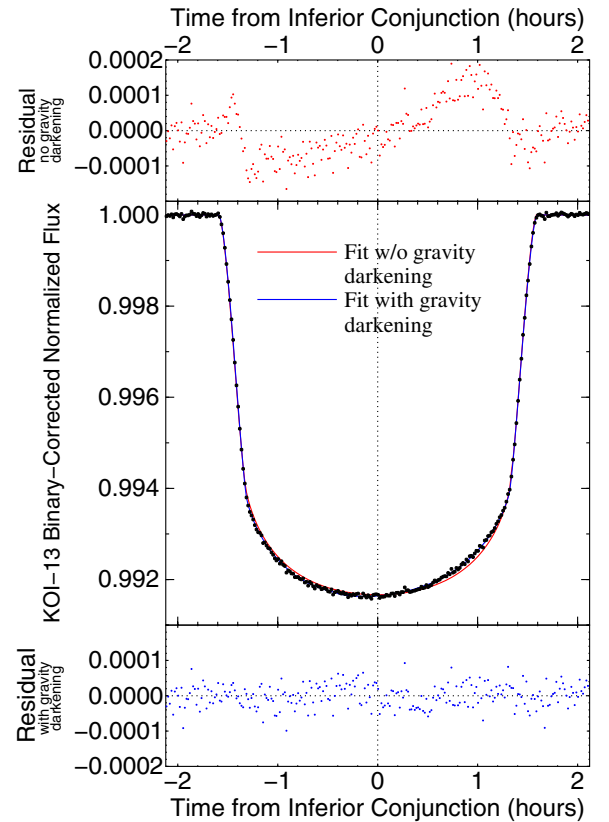 Time from Inferior Conjunction (hours)
−2 −1 0 1 2
Residual
no gravity
darkening
0.0002
0.0001
0.0000
−0.0001
KOI−13 Binary−Corrected Normalized Flux
1.000
0.998
0.996
0.994
0.992
Fit w/o gravity
darkening
Fit with gravity
darkening
Residual
with gravity
darkening
0.0001
0.0000
−0.0001
−0.0002
−2 −1 0 1 2
Time from Inferior Conjunction (hours)